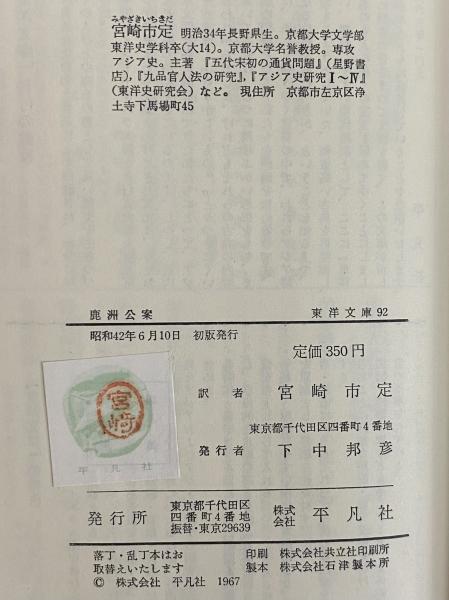 みやざきいちさだ
宮崎市定 明治34年長野県生。京都大学文学部
東洋史学科卒(大14)。京都大学名誉教授。専攻
アジア史。主著 『五代宋初の通貨問題』(星野書
店),『九品官人法の研究』,『アジア史研究Ⅰ〜Ⅳ』
(東洋史研究会)など。 現住所 京都市左京区浄
土寺下馬場町45
鹿洲公案 東洋文庫 92
昭和42年6月10日 初版発行
定価 350円
訳者 宮崎市定
宮崎
平凡社
東京都千代田区四番町4番地
発行者 下中邦彦
発行所 東京都千代田区
四番町4番地
振替・東京29639
株式
会社 平凡社
落丁・乱丁本はお
取替えいたします
印刷 株式会社共立社印刷所
製本 株式会社石津製本所
© 株式会社 平凡社 1967